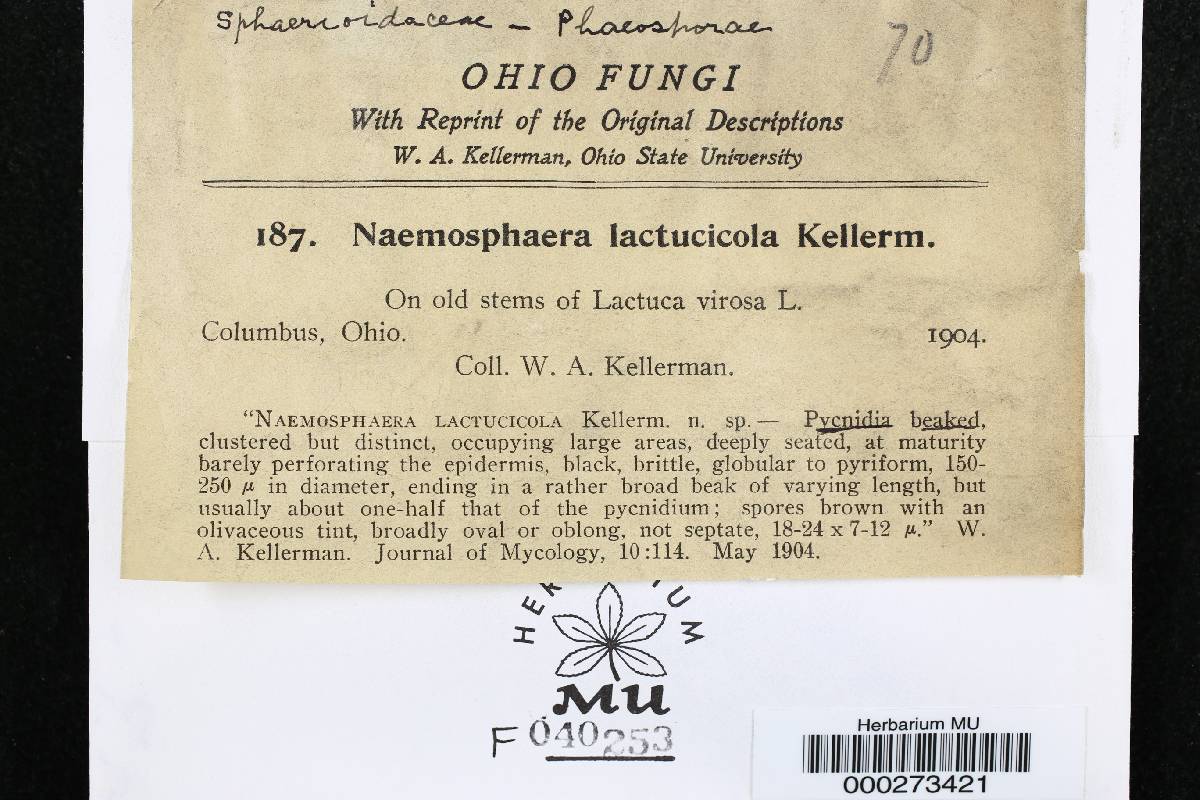 Sphaerioidaceae – Phaeosporae
70
OHIO FUNGI
With Reprint of the Original Descriptions
W. A. Kellerman, Ohio State University
187. Naemosphaera lactucicola Kellerm.
On old stems of Lactuca virosa L.
Columbus, Ohio. 1904.
Coll. W. A. Kellerman.
"NAEMOSPHAERA LACTUCICOLA Kellerm. n. sp.— Pycnidia beaked,
clustered but distinct, occupying large areas, deeply seated, at maturity
barely perforating the epidermis, black, brittle, globular to pyriform, 150-
250 μ in diameter, ending in a rather broad beak of varying length, but
usually about one-half that of the pycnidium; spores brown with an
olivaceous tint, broadly oval or oblong, not septate, 18-24 x 7-12 μ." W.
A. Kellerman. Journal of Mycology, 10:114. May 1904.
HERBARIUM
MU
F 040253
Herbarium MU
000273421